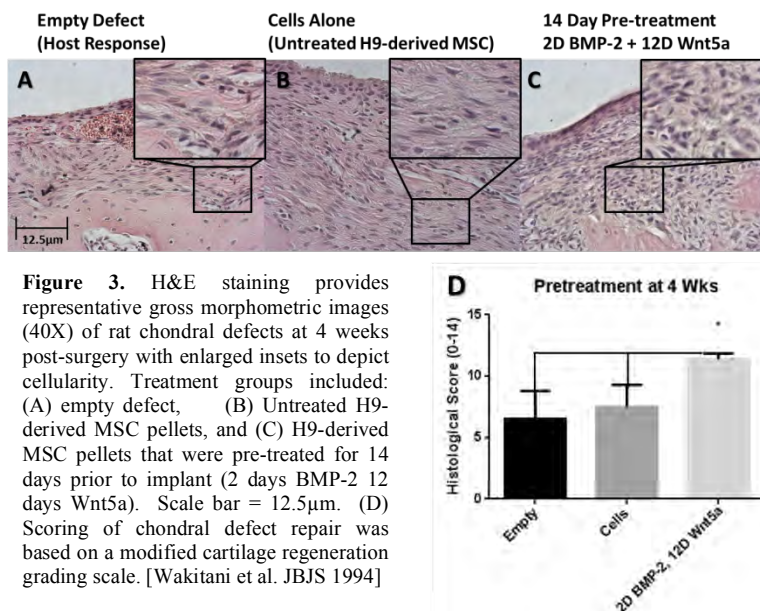 Empty Defect
(Host Response)
Cells Alone
(Untreated H9-derived MSC)
14 Day Pre-treatment
2D BMP-2 + 12D Wnt5a
A
B
C
12.5µm
Figure 3. H&E staining provides
representative gross morphometric images
(40X) of rat chondral defects at 4 weeks
post-surgery with enlarged insets to depict
cellularity. Treatment groups included:
(A) empty defect, (B) Untreated H9-
derived MSC pellets, and (C) H9-derived
MSC pellets that were pre-treated for 14
days prior to implant (2 days BMP-2 12
days Wnt5a). Scale bar = 12.5µm. (D)
Scoring of chondral defect repair was
based on a modified cartilage regeneration
grading scale. [Wakitani et al. JBJS 1994]
D
Pretreatment at 4 Wks
Histological Score (0-14)
15
10
5
0
Empty
Cells
2D BMP-2, 12D Wnt5a